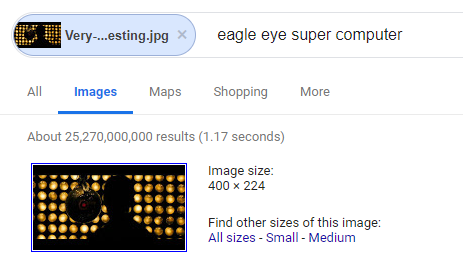 Very-...esting.jpg × eagle eye super computer
All Images Maps Shopping More
About 25,270,000,000 results (1.17 seconds)
Image size:
400 × 224
Find other sizes of this image:
All sizes - Small - Medium